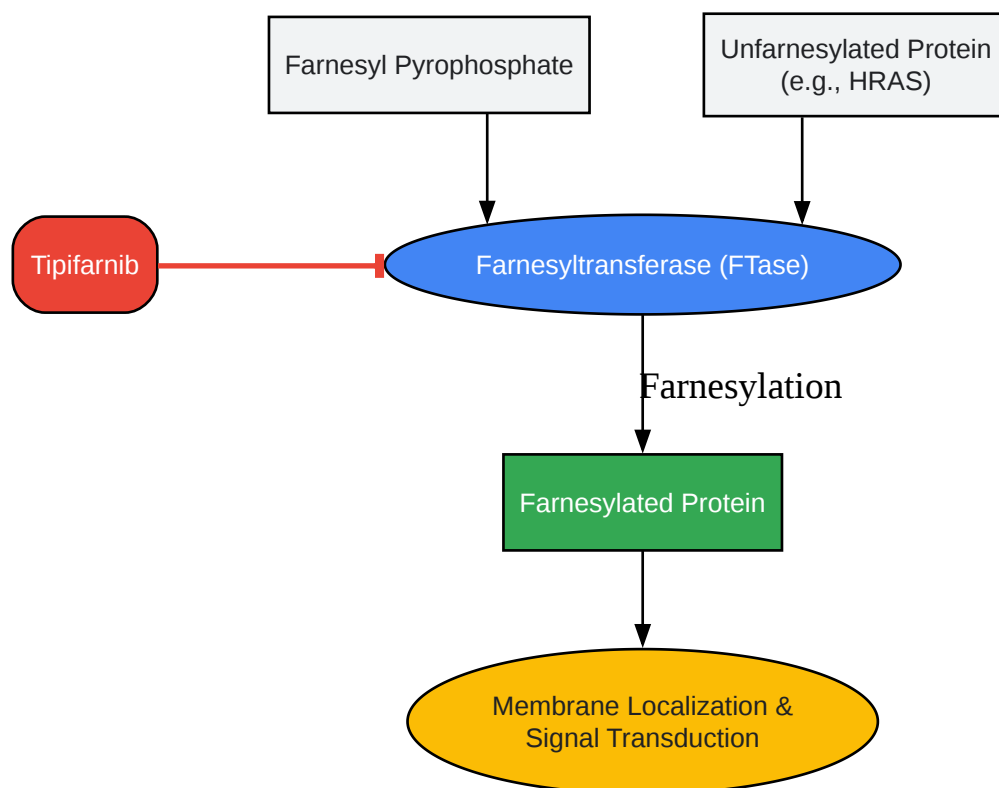 Farnesyl Pyrophosphate
Unfarnesylated Protein
(e.g., HRAS)
Tipifarnib
Farnesyltransferase (FTase)
Farnesylation
Farnesylated Protein
Membrane Localization &
Signal Transduction